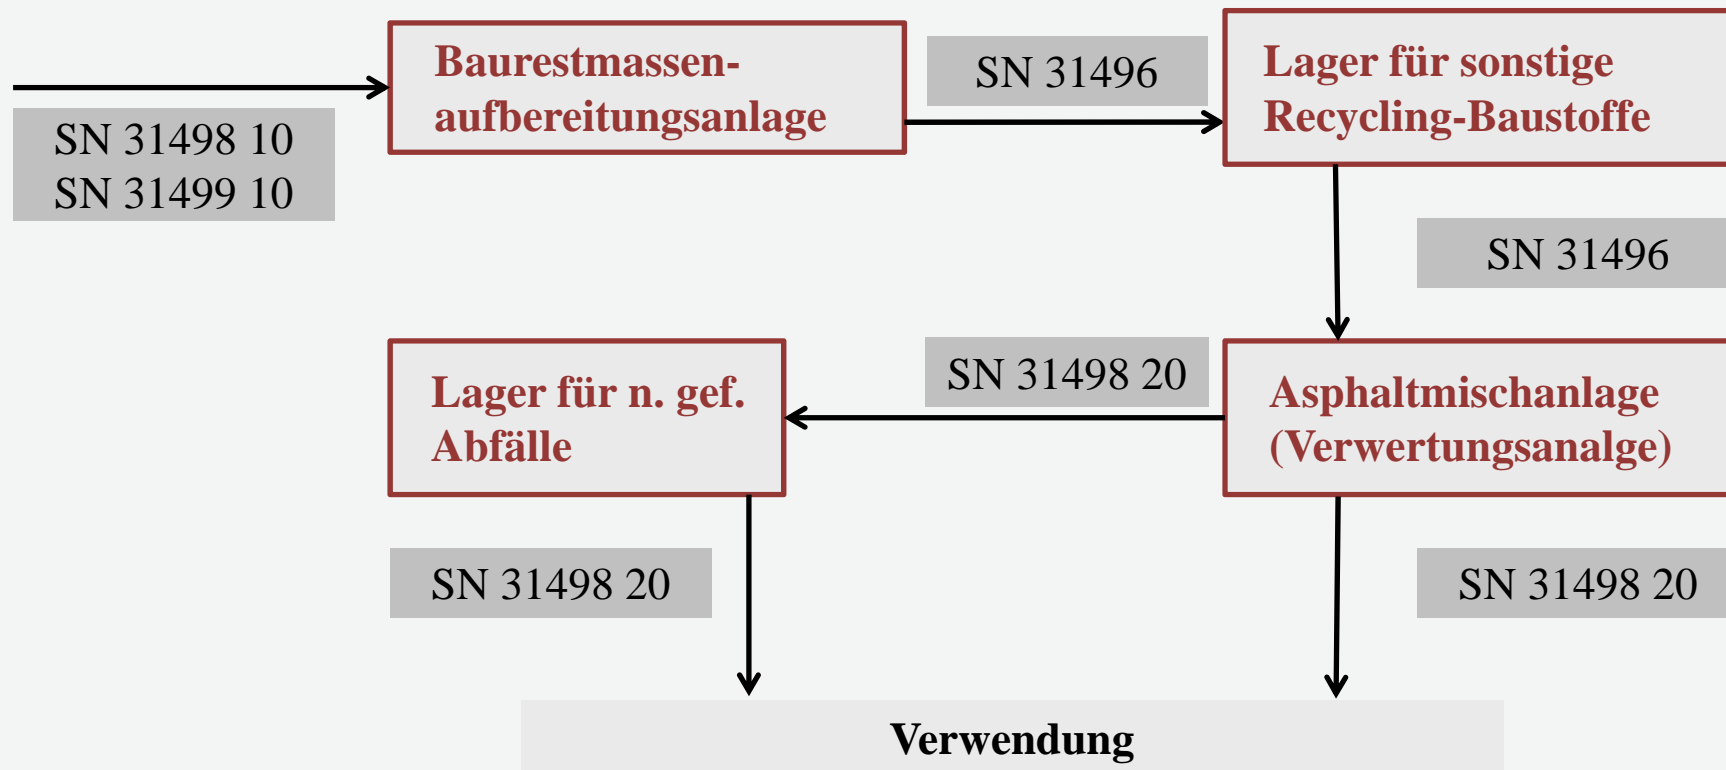 Baurestmassen-
aufbereitungsanlage
SN 31496
Lager für sonstige
Recycling-Baustoffe
SN 31498 10
SN 31499 10
SN 31496
Lager für n. gef.
Abfälle
SN 31498 20
Asphaltmischanlage
(Verwertungsanalge)
SN 31498 20
SN 31498 20
Verwendung